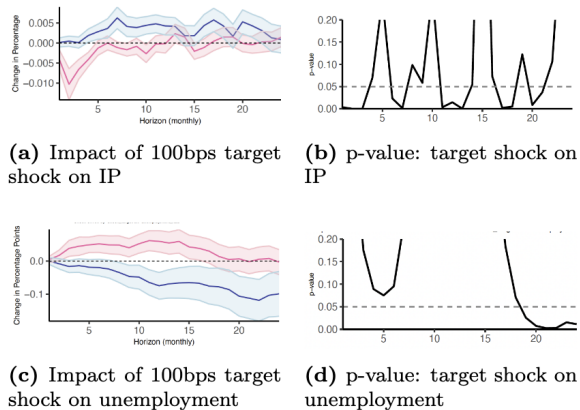 Change in Percentage
0.005
0.000
−0.005
−0.010
5
10
15
20
Horizon (monthly)
p-value
0.20
0.15
0.10
0.05
0.00
5
10
15
20
(a) Impact of 100bps target
shock on IP
(b) p-value: target shock on
IP
Change in Percentage Points
0.0
−0.1
5
10
15
20
Horizon (monthly)
p-value
0.20
0.15
0.10
0.05
0.00
5
10
15
20
(c) Impact of 100bps target
shock on unemployment
(d) p-value: target shock on
unemployment